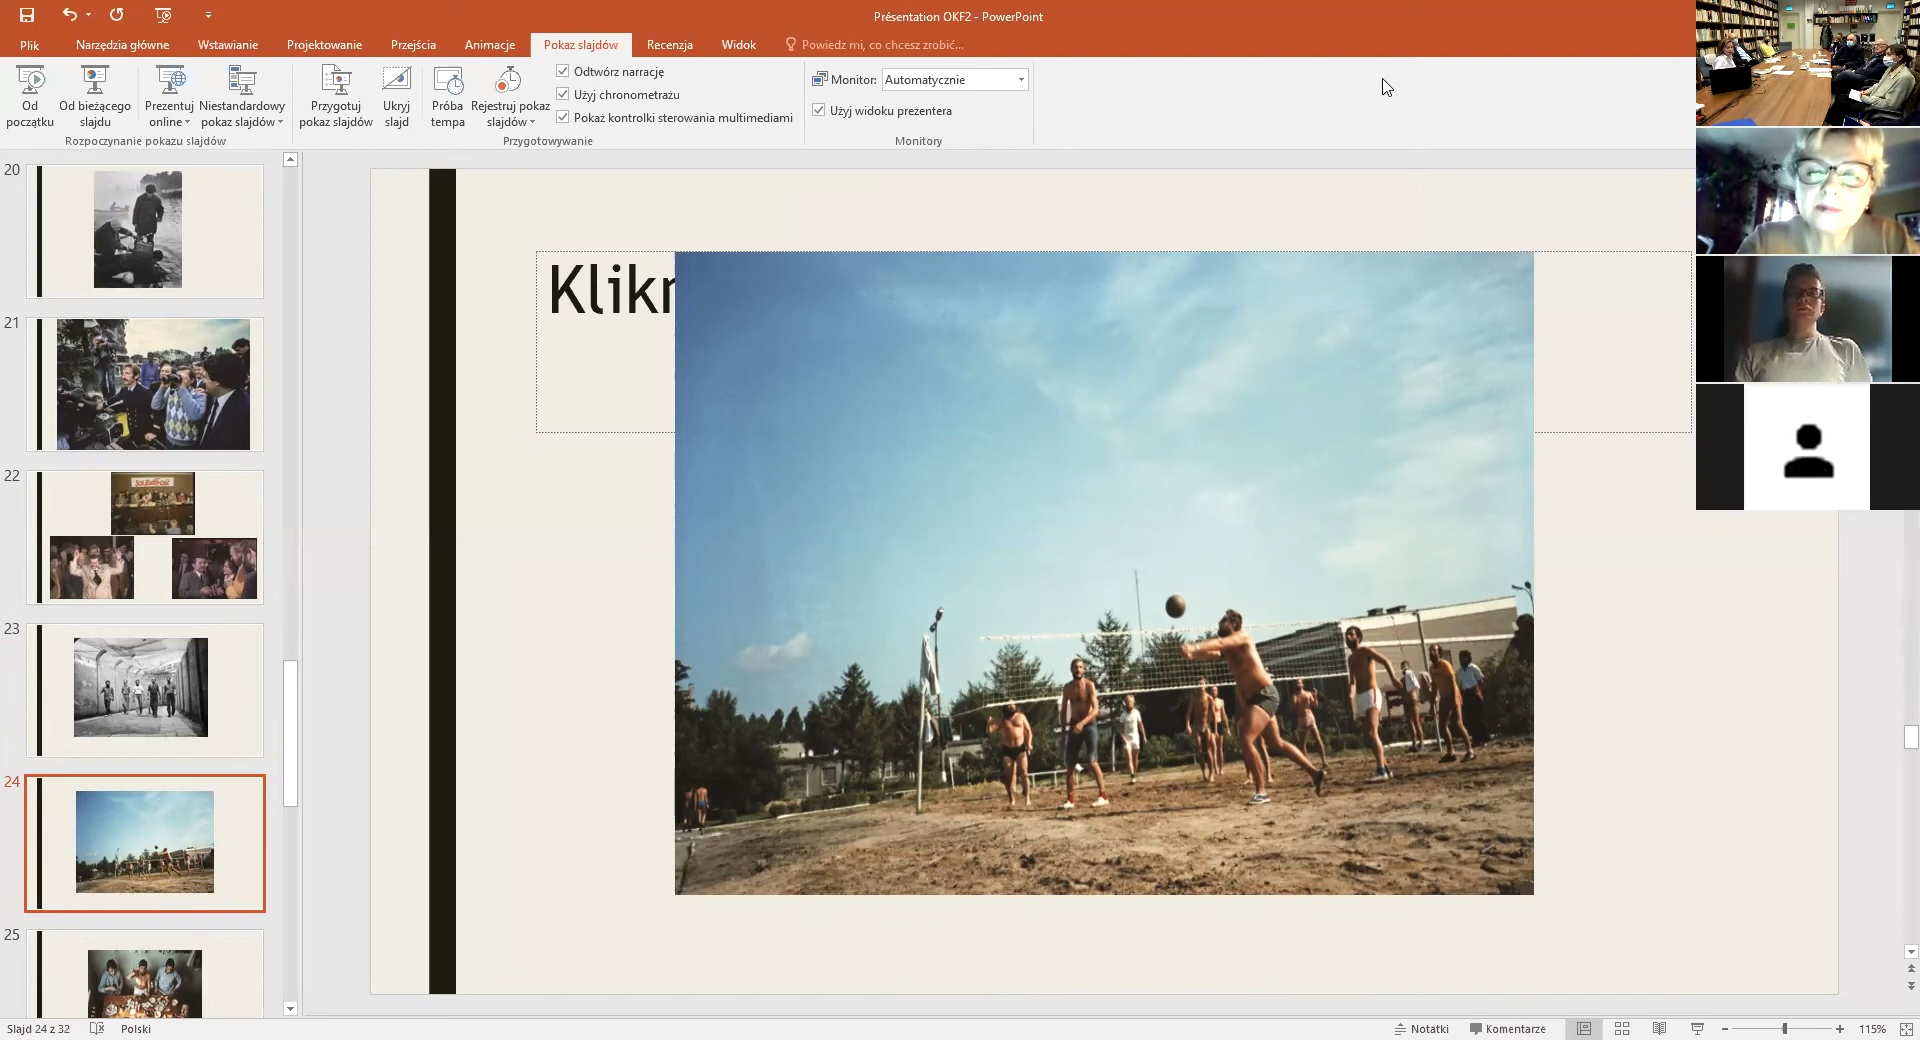 Présentation OKF2 - PowerPoint
Plik Narzędzia główne Wstawianie Projektowanie Przejścia Animacje Pokaz slajdów Recenzja Widok Powiedz mi, co chcesz zrobić...
Od początku
Od bieżącego slajdu
Prezentuj online
Niestandardowy pokaz slajdów
Rozpoczynanie pokazu slajdów
Przygotuj pokaz slajdów
Ukryj slajd
Próba tempa
Rejestruj pokaz slajdów
Odtwórz narrację
Użyj chronometrażu
Pokaż kontrolki sterowania multimediami
Przygotowywanie
Monitor: Automatycznie
Użyj widoku prezentera
Monitory
20
21
22
SOLIDARNOŚĆ
23
24
25
Klikn
Slajd 24 z 32 Polski
Notatki Komentarze 115%